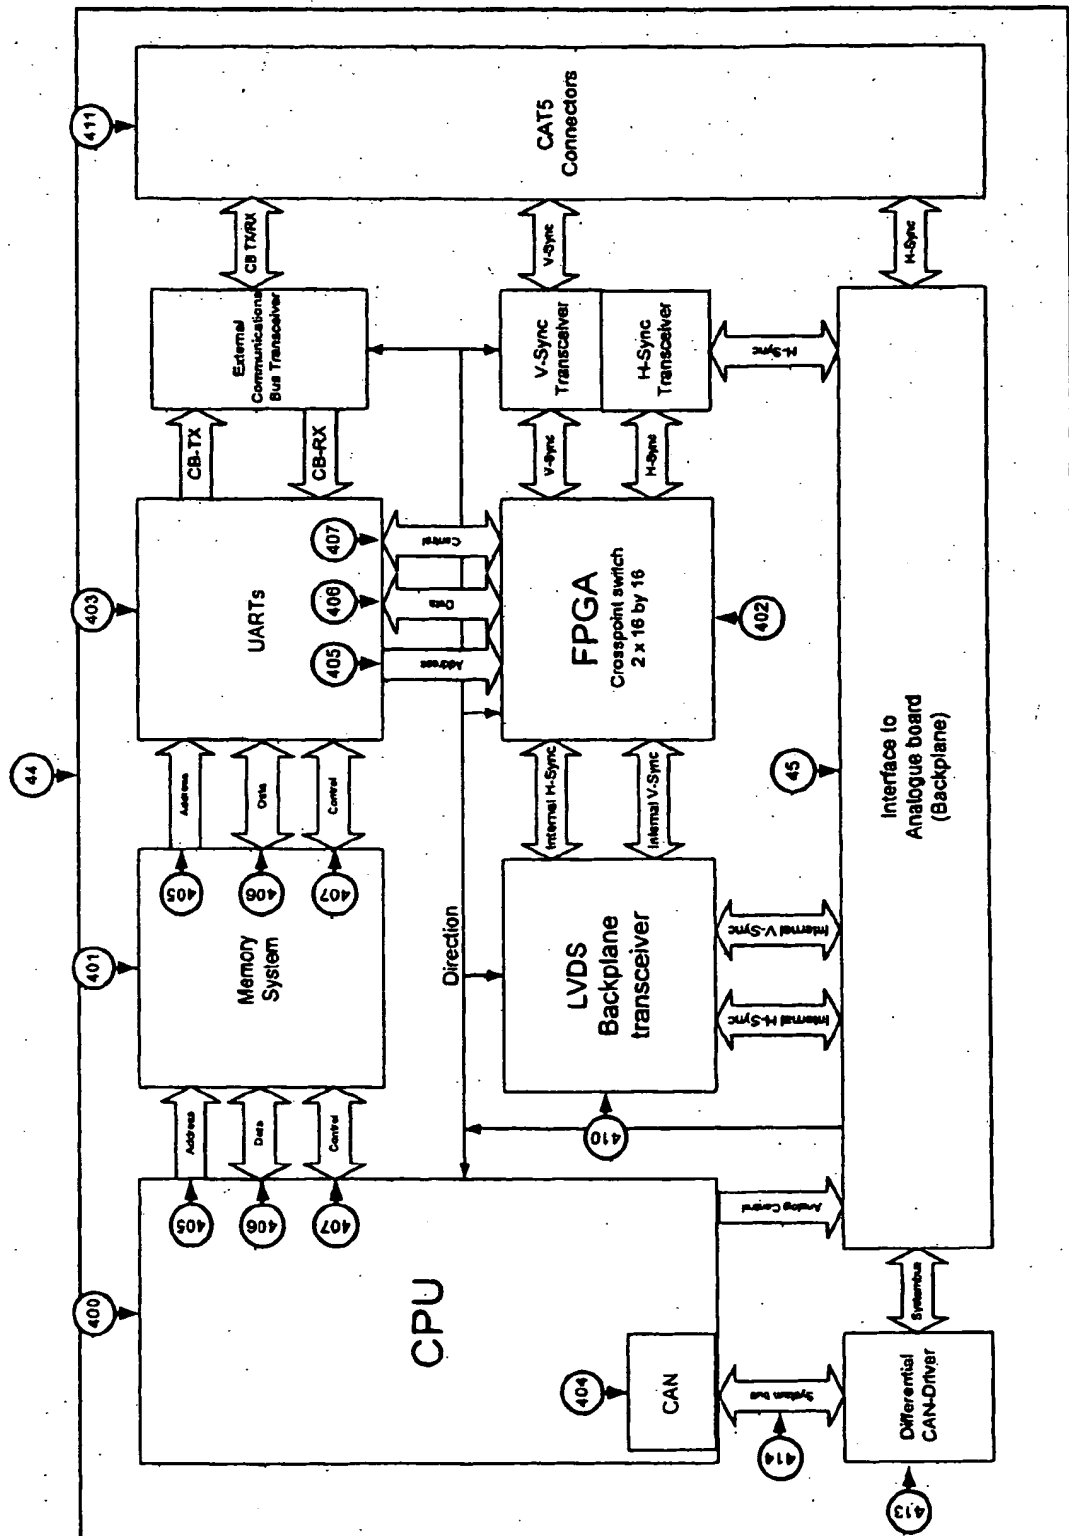 44
400
401
403
411
CPU
405
406
407
Address
Data
Control
Memory
System
405
406
407
Address
Data
Control
UARTs
405
406
407
CB-TX
CB-RX
External
Communications
Bus Transceiver
CB TX/RX
CAT5
Connectors
Address
Data
Control
Direction
404
CAN
410
LVDS
Backplane
transceiver
Internal H-Sync
Internal V-Sync
FPGA
Crosspoint switch
2 x 16 by 16
402
V-Sync
H-Sync
V-Sync
Transceiver
H-Sync
Transceiver
V-Sync
414
System bus
Analog Control
Internal H-Sync
Internal V-Sync
H-Sync
413
Differential
CAN-Driver
Systembus
45
Interface to
Analogue board
(Backplane)
H-Sync